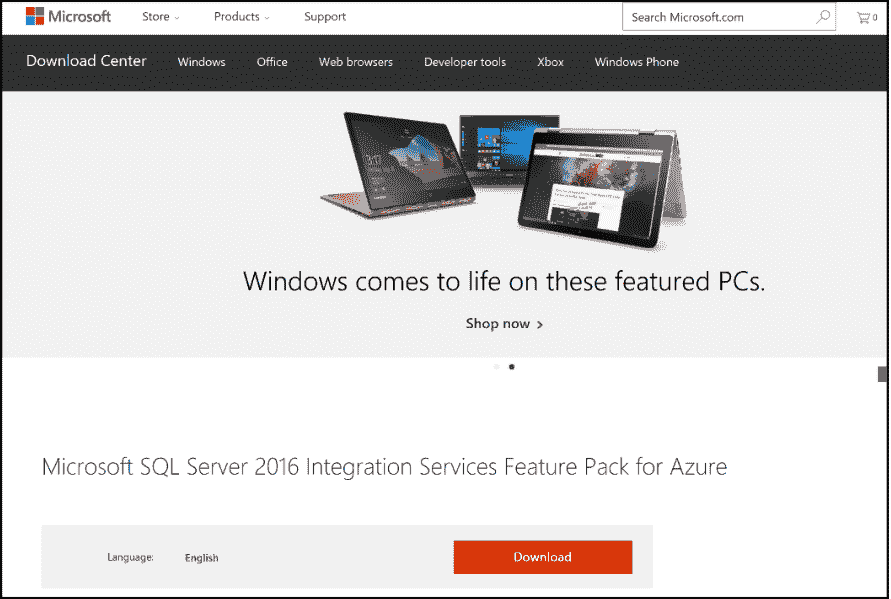 Microsoft Store Products Support Search Microsoft.com 0
Download Center Windows Office Web browsers Developer tools Xbox Windows Phone
Windows comes to life on these featured PCs.
Shop now
Microsoft SQL Server 2016 Integration Services Feature Pack for Azure
Language: English Download